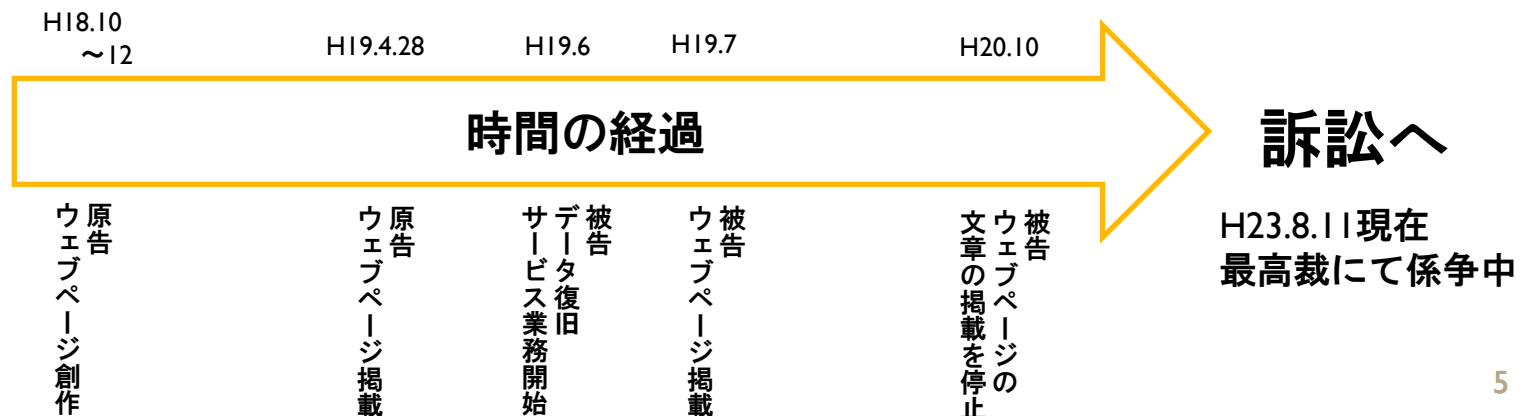 H18.10
～12
H19.4.28
H19.6
H19.7
H20.10
時間の経過
訴訟へ
原告
ウェブページ創作
原告
ウェブページ掲載
被告
データ復旧
サービス業務開始
被告
ウェブページ掲載
被告
ウェブページの
文章の掲載を停止
H23.8.11現在
最高裁にて係争中
5